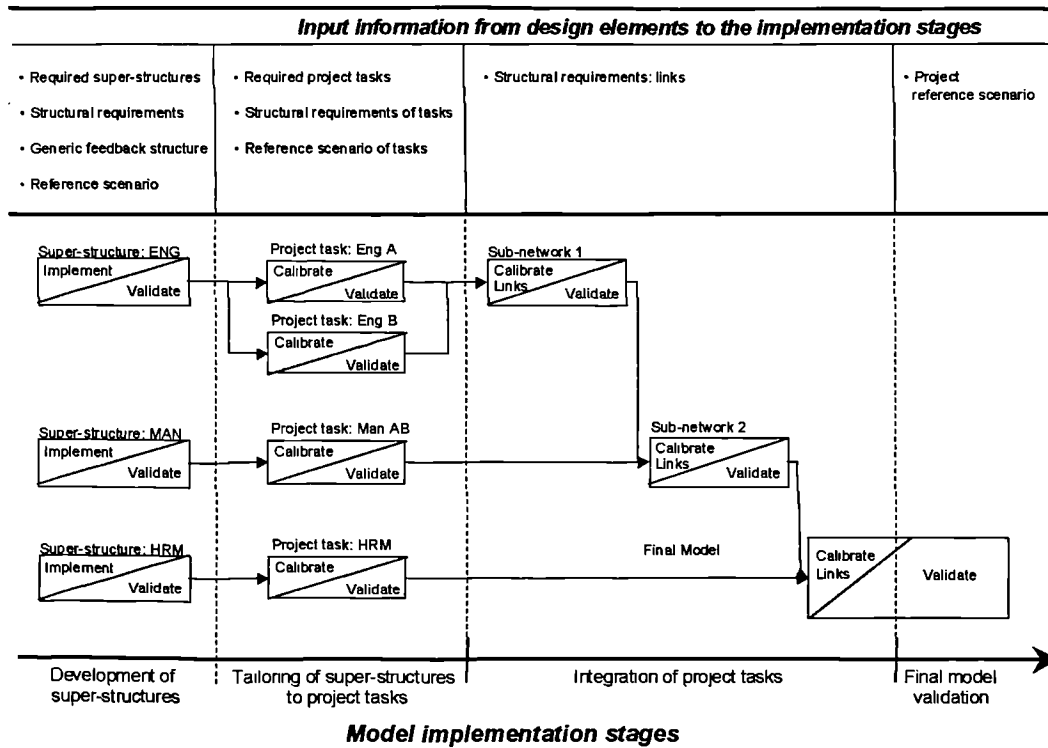 Input information from design elements to the implementation stages
• Required super-structures
• Structural requirements
• Generic feedback structure
• Reference scenario
• Required project tasks
• Structural requirements of tasks
• Reference scenario of tasks
• Structural requirements: links
• Project
reference scenario
Super-structure: ENG
Implement
Validate
Project task: Eng A
Calibrate
Validate
Project task: Eng B
Calibrate
Validate
Sub-network 1
Calibrate
Links
Validate
Super-structure: MAN
Implement
Validate
Project task: Man AB
Calibrate
Validate
Sub-network 2
Calibrate
Links
Validate
Super-structure: HRM
Implement
Validate
Project task: HRM
Calibrate
Validate
Final Model
Calibrate
Links
Validate
Development of
super-structures
Tailoring of super-structures
to project tasks
Integration of project tasks
Final model
validation
Model implementation stages